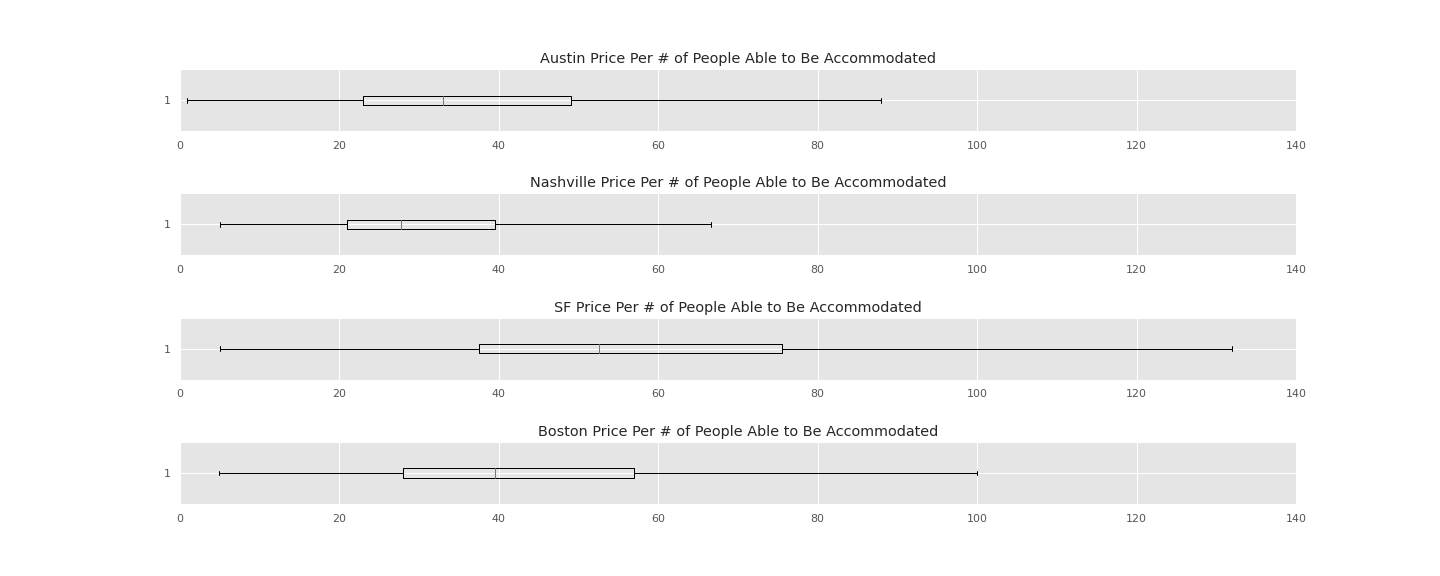 Austin Price Per # of People Able to Be Accommodated
1
0 20 40 60 80 100 120 140
Nashville Price Per # of People Able to Be Accommodated
1
0 20 40 60 80 100 120 140
SF Price Per # of People Able to Be Accommodated
1
0 20 40 60 80 100 120 140
Boston Price Per # of People Able to Be Accommodated
1
0 20 40 60 80 100 120 140